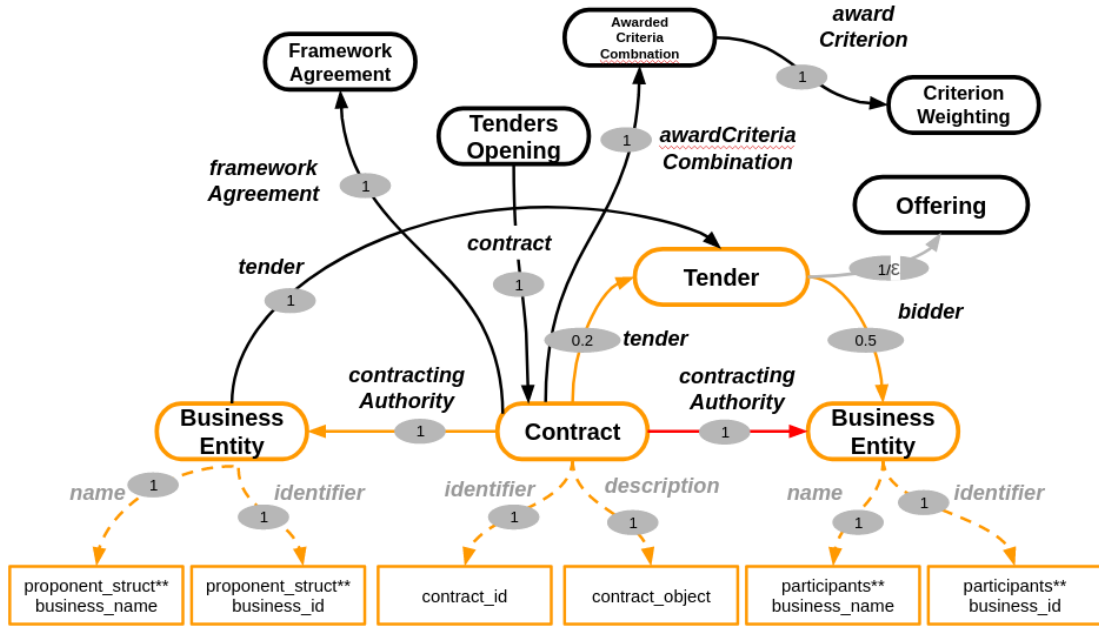 award
Criterion
Awarded
Criteria
Combnation
Framework
Agreement
1
Criterion
Weighting
Tenders
Opening
1
awardCriteria
Combination
framework
Agreement
1
Offering
contract
tender
Tender
1/ε
1
1
bidder
0.2
tender
0.5
contracting
Authority
contracting
Authority
Business
Entity
1
Contract
1
Business
Entity
name
1
identifier
1
identifier
1
description
1
name
1
identifier
1
proponent_struct**
business_name
proponent_struct**
business_id
contract_id
contract_object
participants**
business_name
participants**
business_id